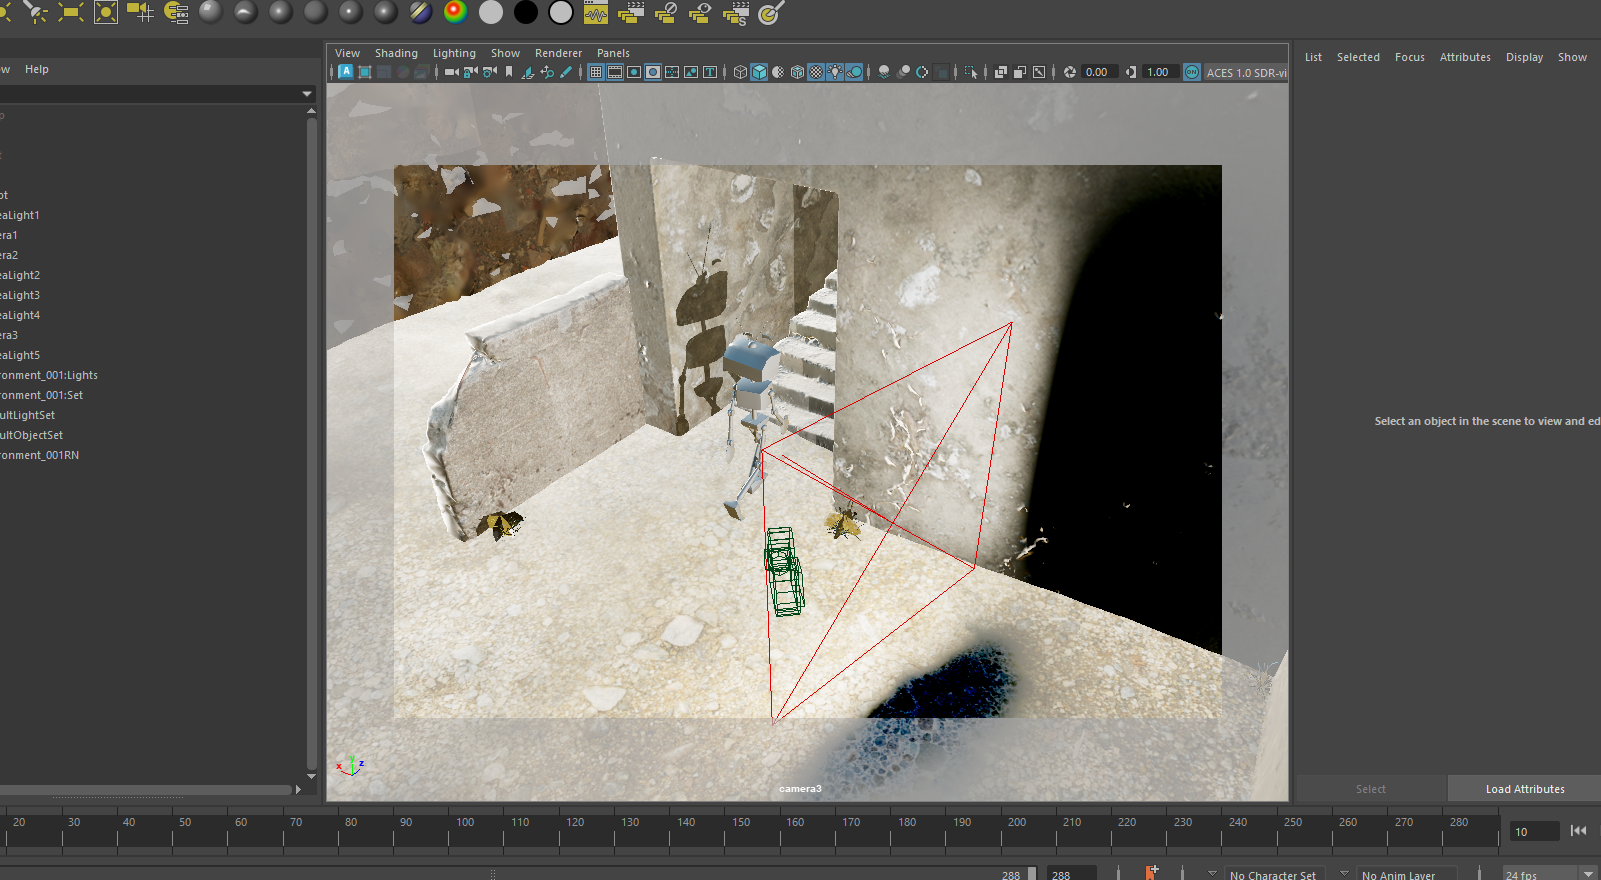 View Shading Lighting Show Renderer Panels
List Selected Focus Attributes Display Show
ow Help
A T 0.00 1.00 ON ACES 1.0 SDR-vi
p
t
ot
eaLight1
era1
era2
eaLight2
eaLight3
eaLight4
era3
eaLight5
ronment_001:Lights
ronment_001:Set
ultLightSet
ultObjectSet
ronment_001RN
Select an object in the scene to view and ed
x y z
camera3
Select Load Attributes
20 30 40 50 60 70 80 90 100 110 120 130 140 150 160 170 180 190 200 210 220 230 240 250 260 270 280
10
288 288 No Character Set No Anim Layer 24 fps